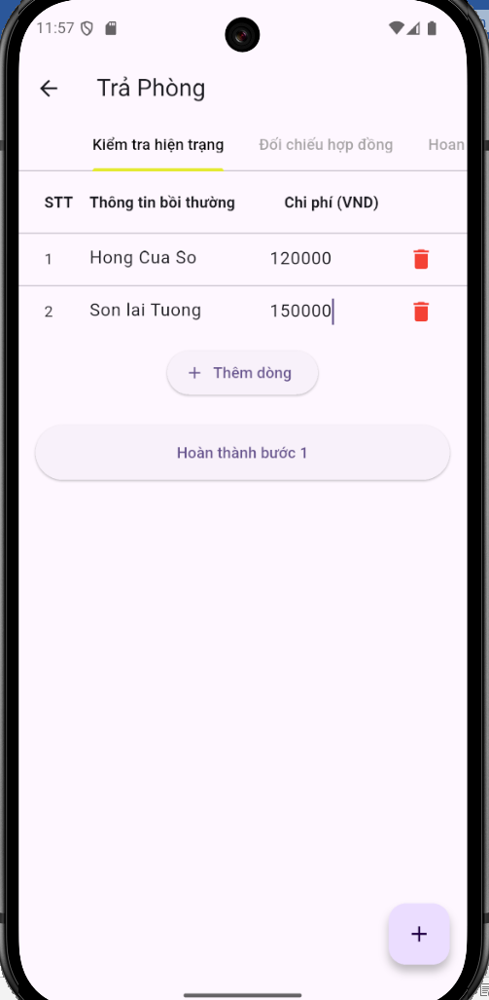 11:57
Trả Phòng
Kiểm tra hiện trạng Đối chiếu hợp đồng Hoan
STT Thông tin bồi thường Chi phí (VND)
1 Hong Cua So 120000
2 Son lai Tuong 150000
+ Thêm dòng
Hoàn thành bước 1
+